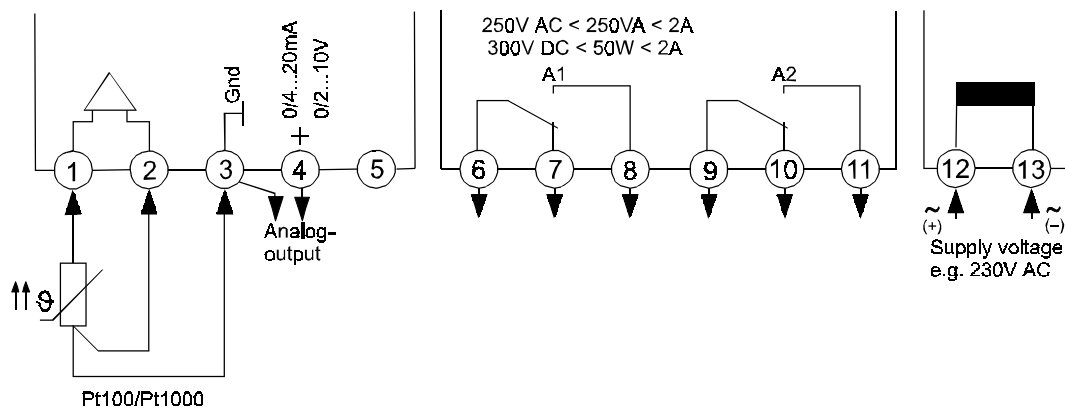 250V AC < 250VA < 2A
300V DC < 50W < 2A
Gnd
0/4...20mA
0/2...10V
+
A1
A2
1
2
3
4
5
6
7
8
9
10
11
12
13
Analog-
output
~
(+)
~
(−)
Supply voltage
e.g. 230V AC
ϑ
Pt100/Pt1000